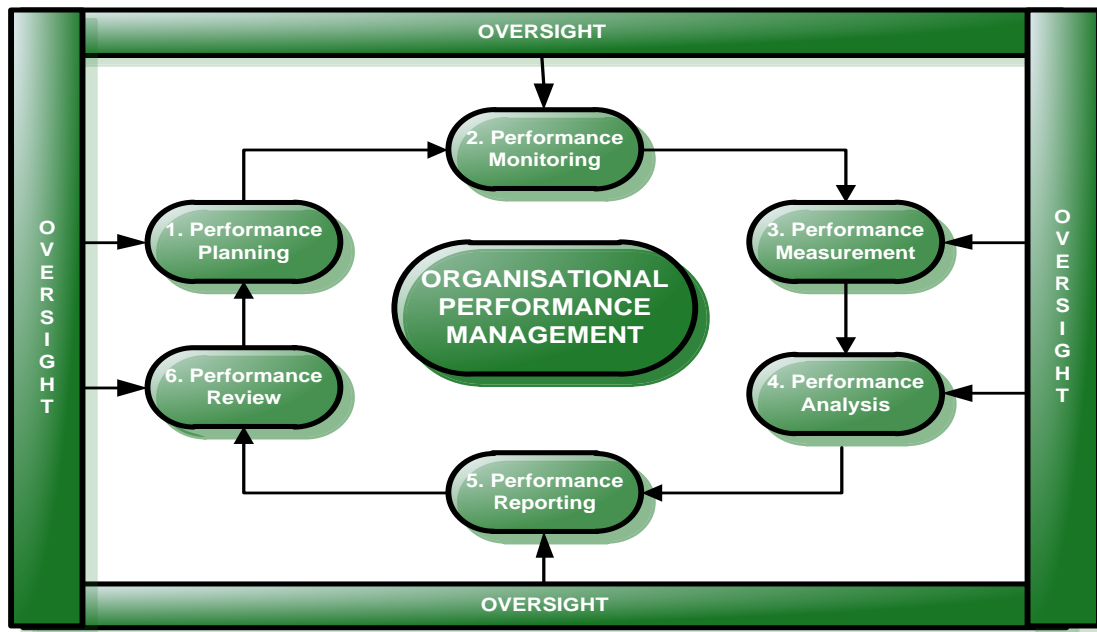 OVERSIGHT
2. Performance
Monitoring
1. Performance
Planning
3. Performance
Measurement
O
V
E
R
S
I
G
H
T
ORGANISATIONAL
PERFORMANCE
MANAGEMENT
O
V
E
R
S
I
G
H
T
6. Performance
Review
4. Performance
Analysis
5. Performance
Reporting
OVERSIGHT